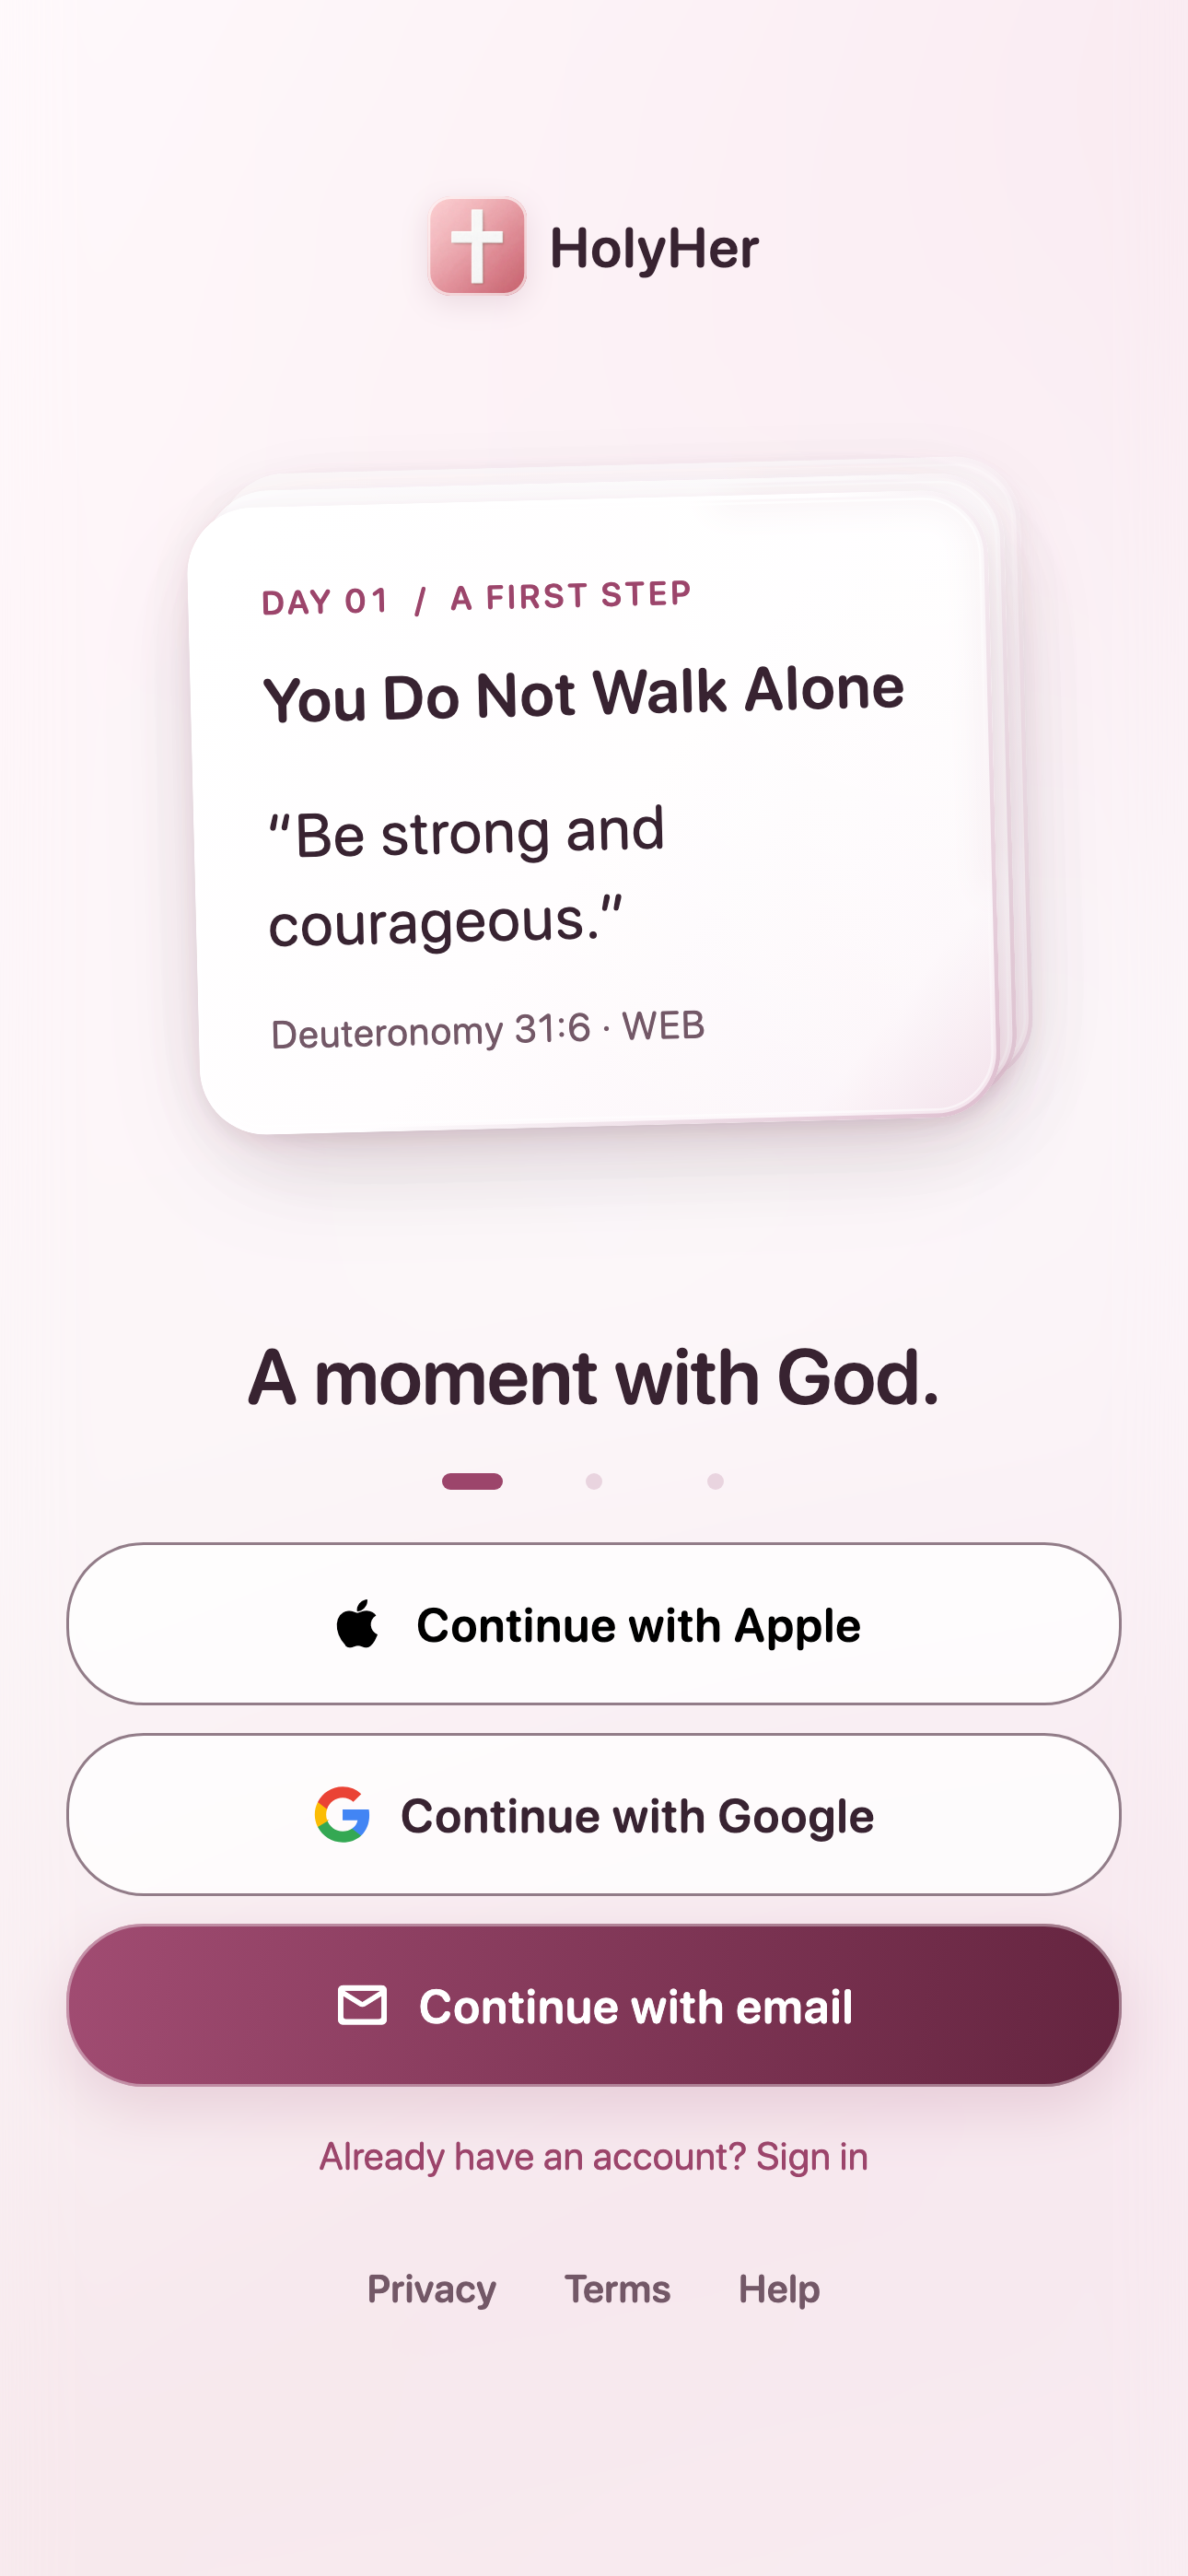 HolyHer
DAY 01 / A FIRST STEP
You Do Not Walk Alone
“Be strong and
courageous.”
Deuteronomy 31:6 · WEB
A moment with God.
Continue with Apple
Continue with Google
Continue with email
Already have an account? Sign in
Privacy Terms Help